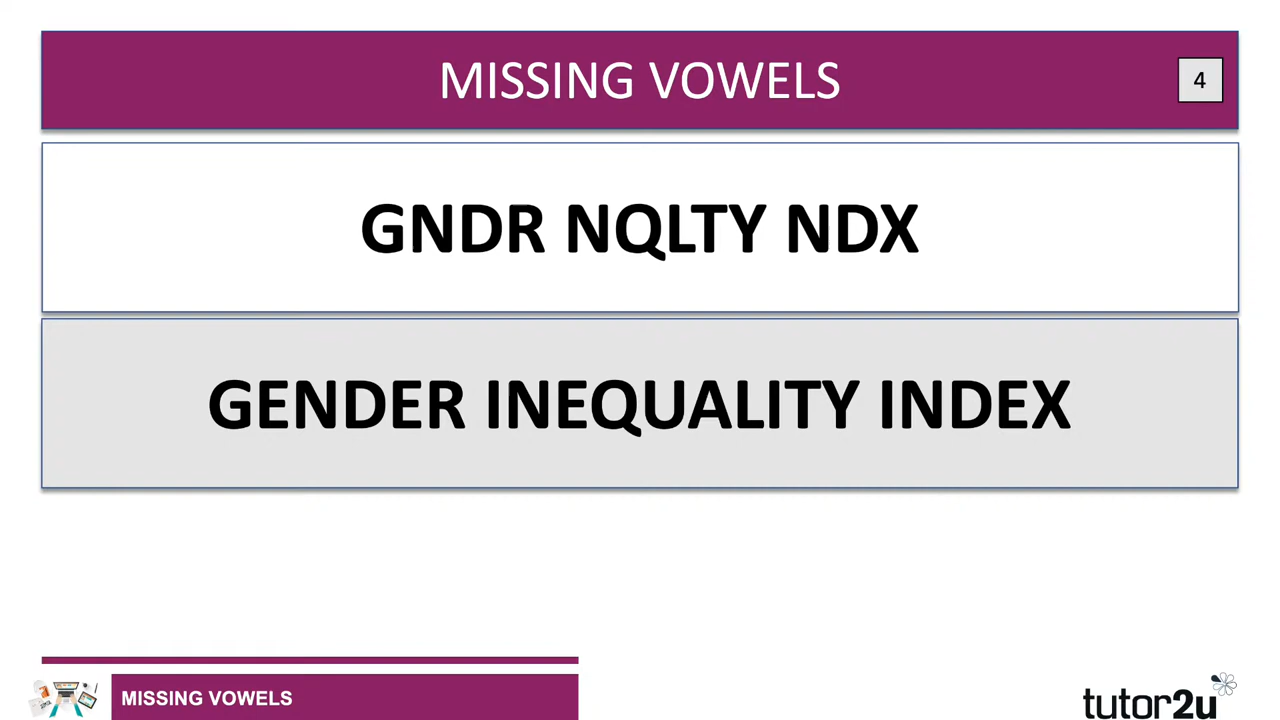 MISSING VOWELS
4
GNDR NQLTY NDX
GENDER INEQUALITY INDEX
MISSING VOWELS
tutor2u